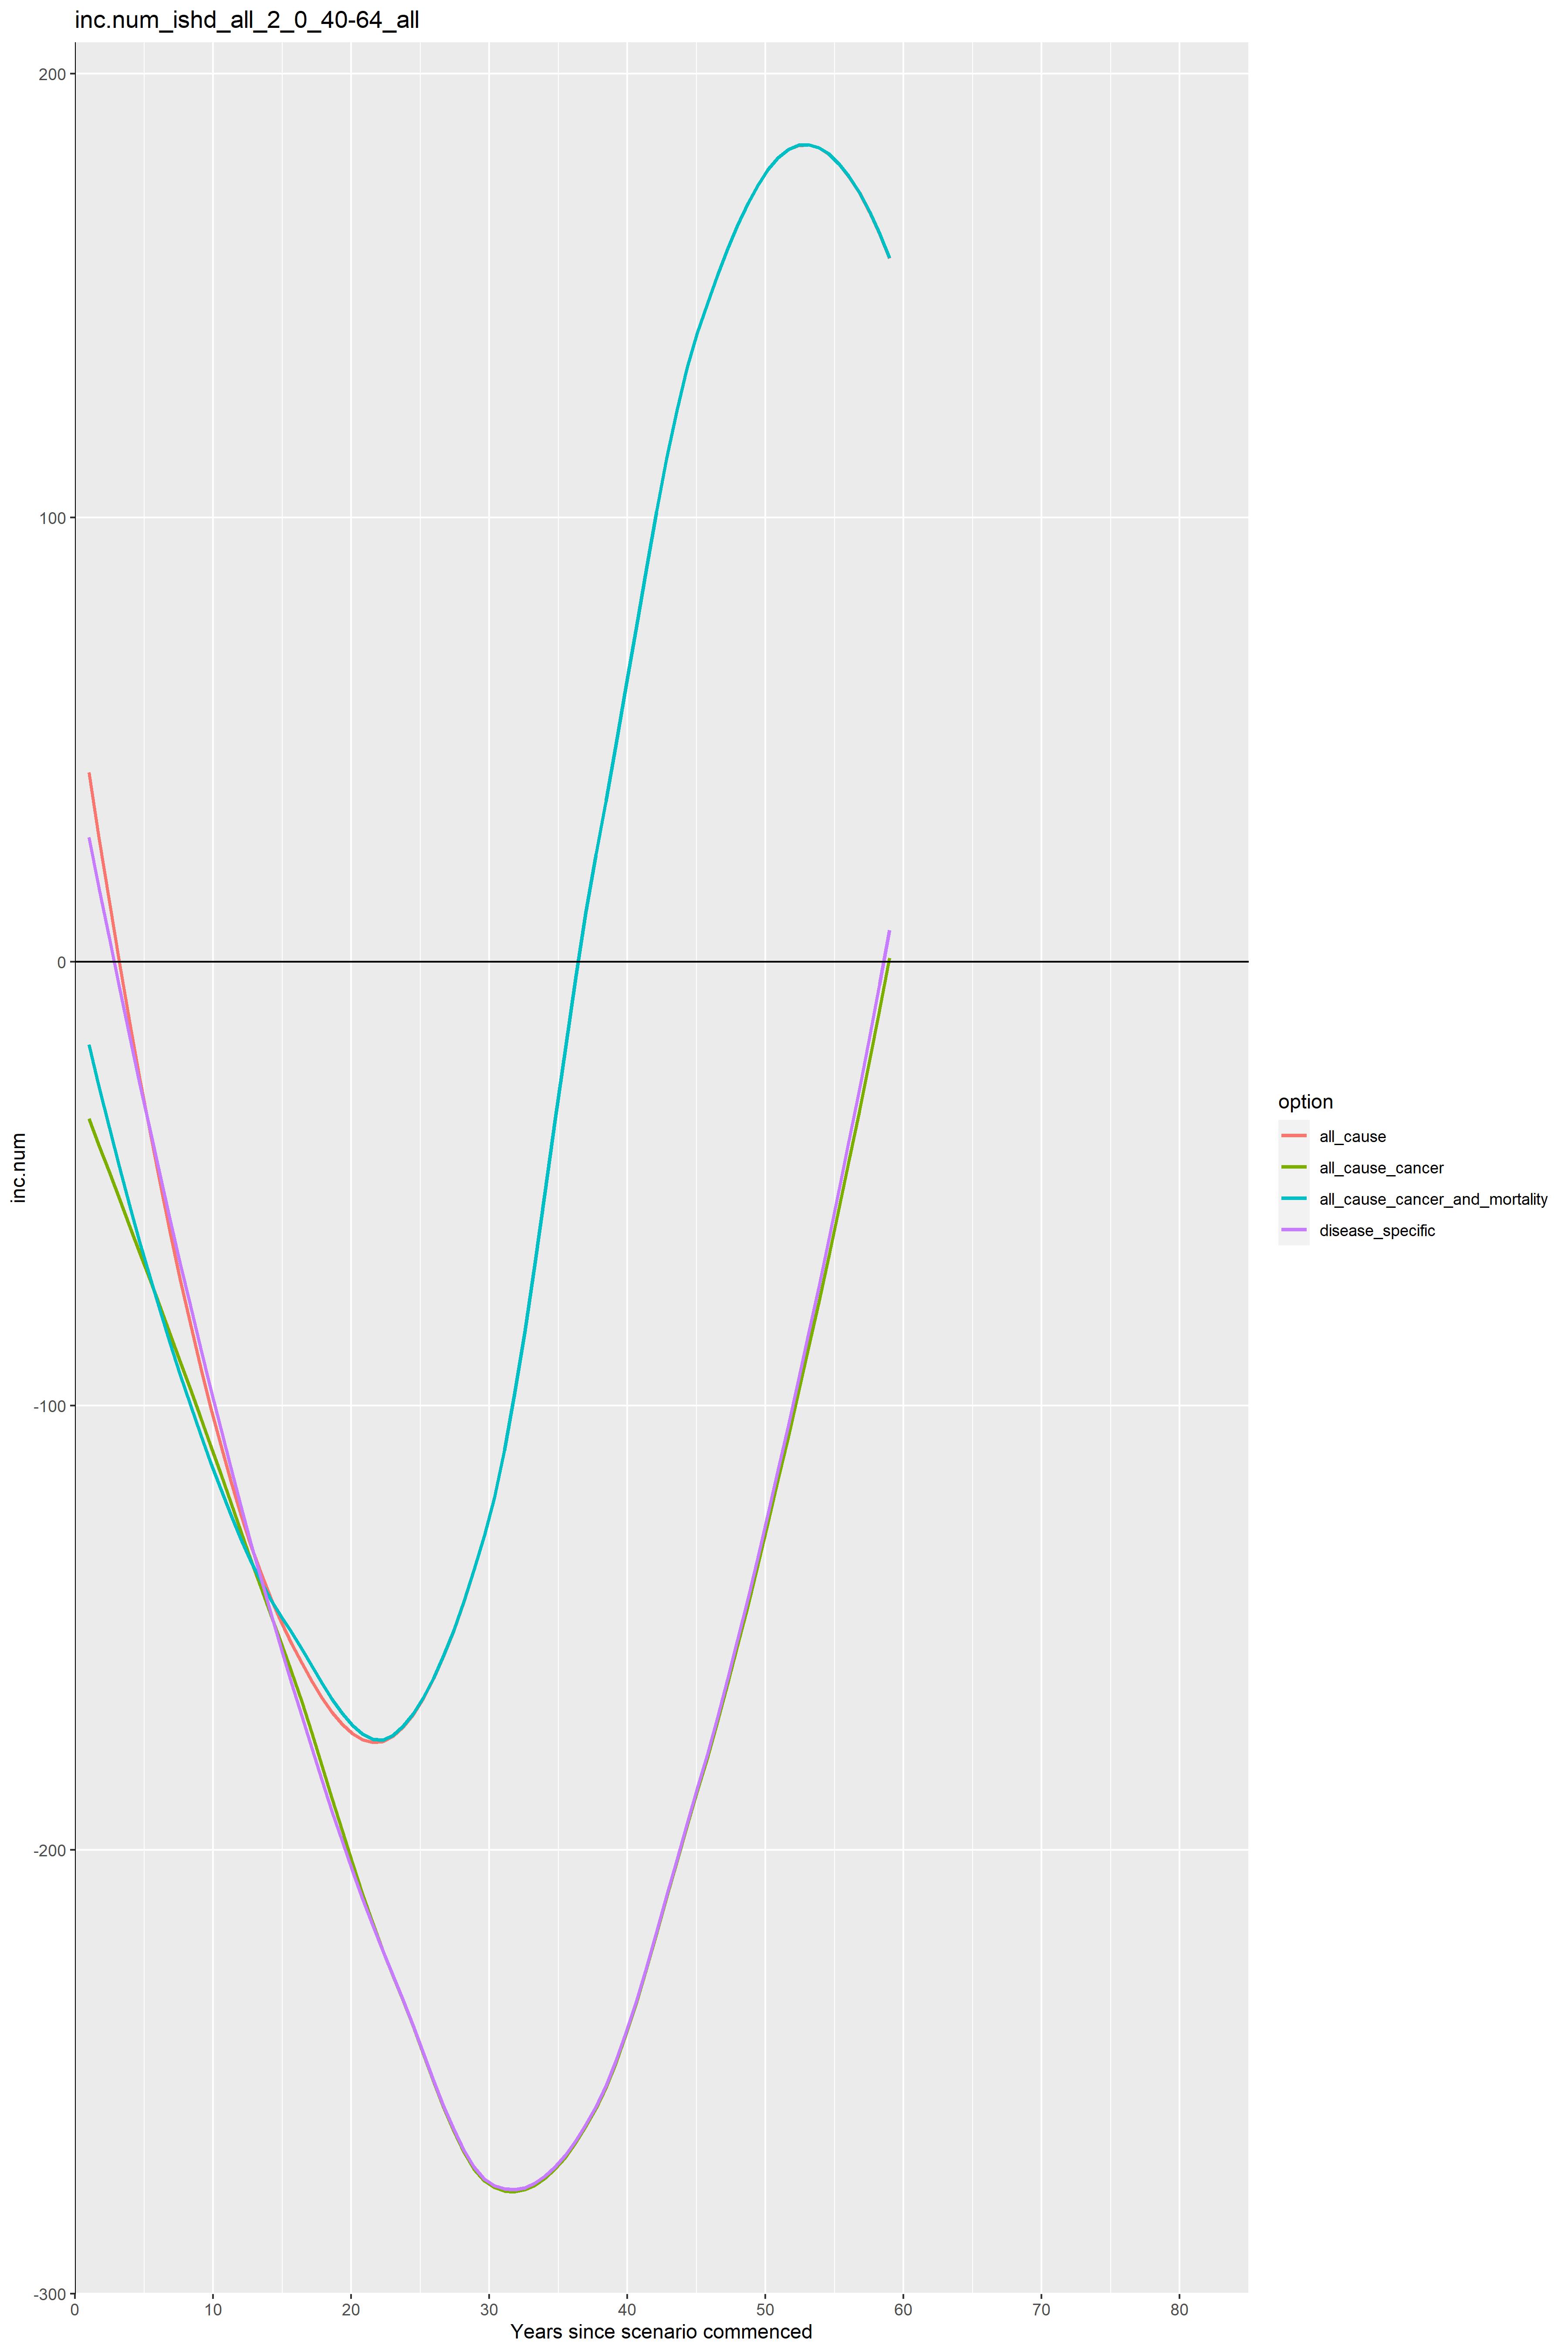 inc.num_ishd_all_2_0_40-64_all
200
100
0
-100
-200
-300
inc.num
0 10 20 30 40 50 60 70 80
Years since scenario commenced
option
all_cause
all_cause_cancer
all_cause_cancer_and_mortality
disease_specific